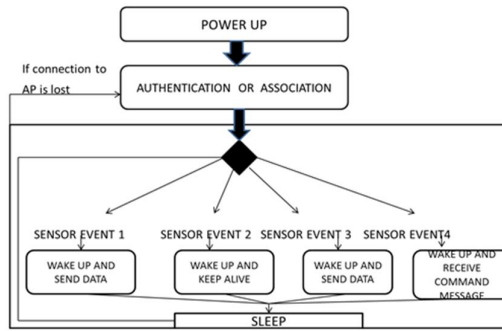 POWER UP
If connection to
AP is lost
AUTHENTICATION OR ASSOCIATION
SENSOR EVENT 1
SENSOR EVENT 2
SENSOR EVENT 3
SENSOR EVENT4
WAKE UP AND
SEND DATA
WAKE UP AND
KEEP ALIVE
WAKE UP AND
SEND DATA
WAKE UP AND
RECEIVE
COMMAND
MESSAGE
SLEEP